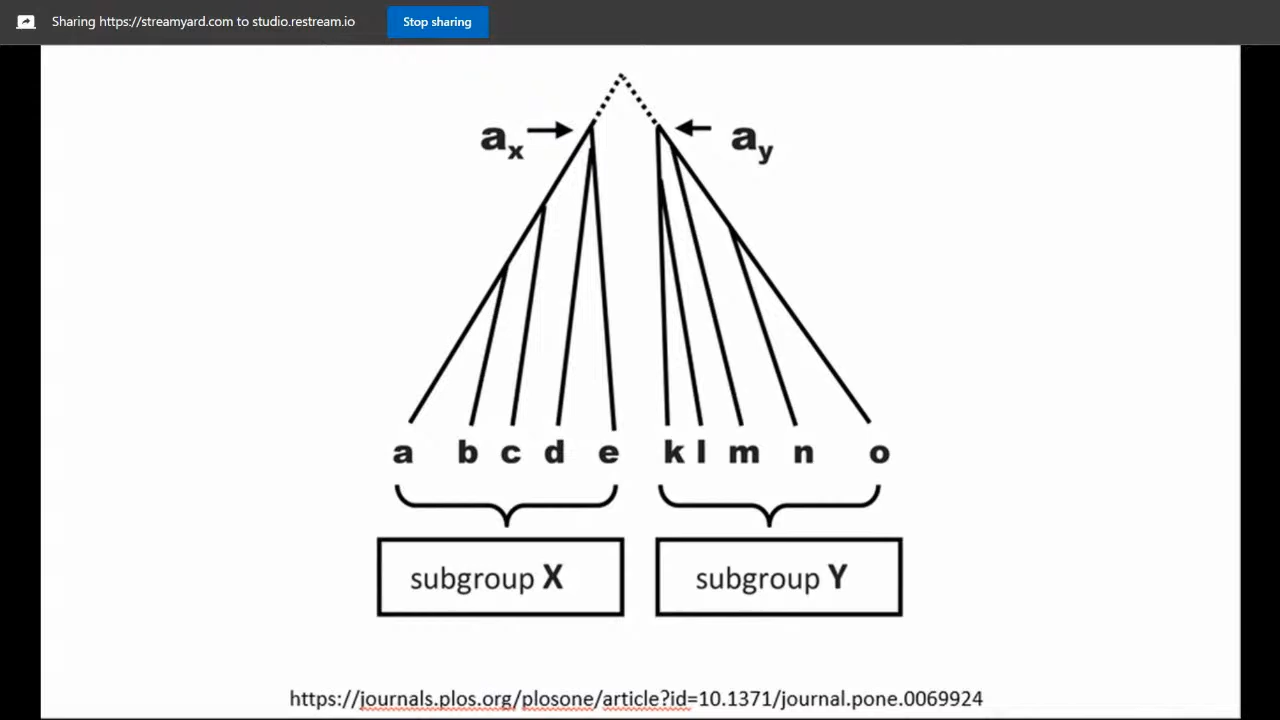 Sharing https://streamyard.com to studio.restream.io Stop sharing
ax ay
a b c d e k l m n o
subgroup X subgroup Y
https://journals.plos.org/plosone/article?id=10.1371/journal.pone.0069924